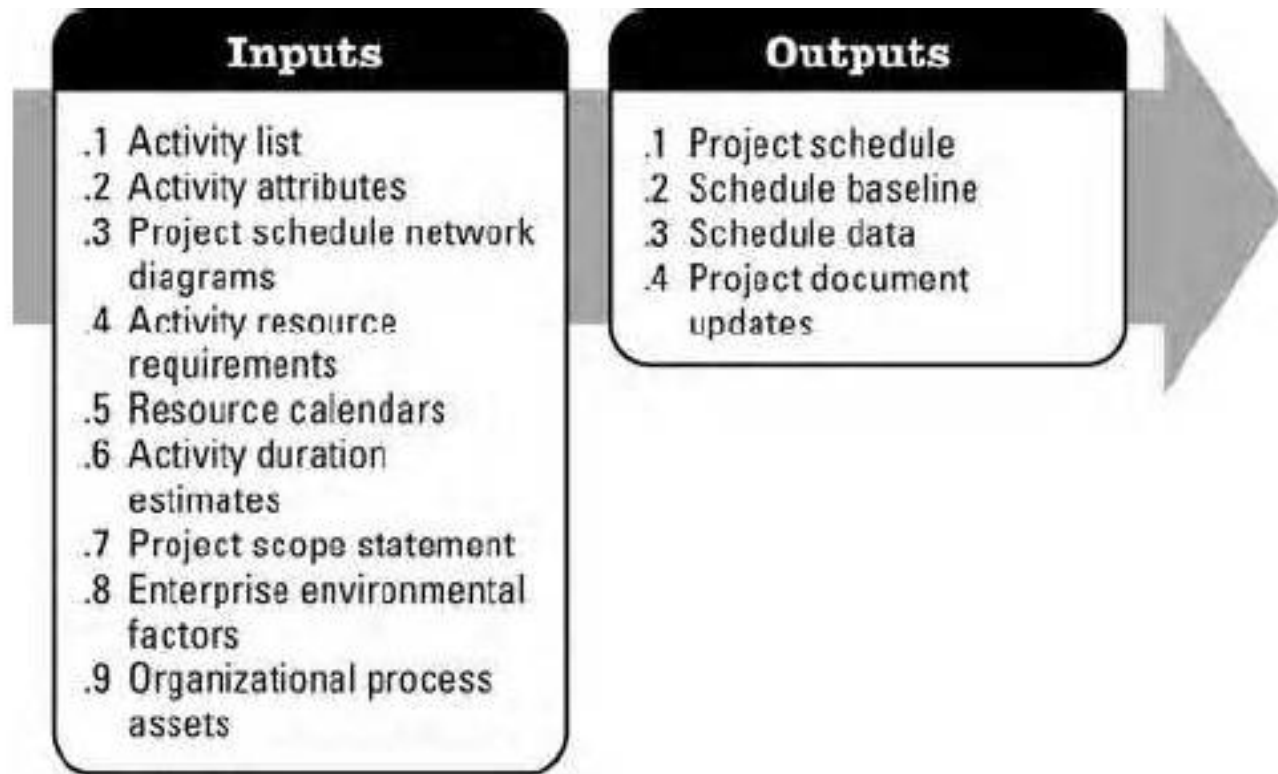 Inputs
.1 Activity list
.2 Activity attributes
.3 Project schedule network
diagrams
.4 Activity resource
requirements
.5 Resource calendars
.6 Activity duration
estimates
.7 Project scope statement
.8 Enterprise environmental
factors
.9 Organizational process
assets
Outputs
.1 Project schedule
.2 Schedule baseline
.3 Schedule data
.4 Project document
updates